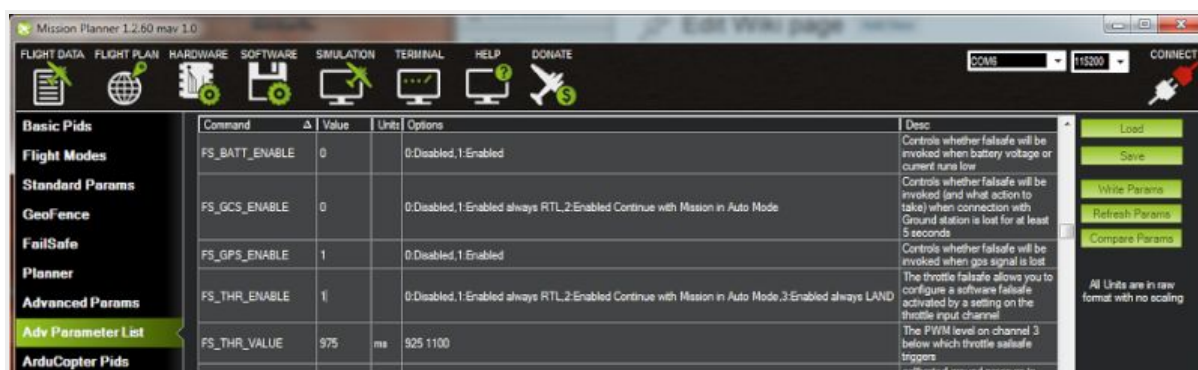 Mission Planner 1.2.60 mav 1.0
Edit Wiki page
FLIGHT DATA FLIGHT PLAN HARDWARE SOFTWARE SIMULATION TERMINAL HELP DONATE
COM6 115200 CONNECT
Basic Pids
Flight Modes
Standard Params
GeoFence
FailSafe
Planner
Advanced Params
Adv Parameter List
ArduCopter Pids
Command Value Units Options Desc
FS_BATT_ENABLE 0 0:Disabled,1:Enabled
Controls whether failsafe will be
invoked when battery voltage or
current runs low
FS_GCS_ENABLE 0 0:Disabled,1:Enabled always RTL,2:Enabled Continue with Mission in Auto Mode
Controls whether failsafe will be
invoked (and what action to
take) when connection with
Ground station is lost for at least
5 seconds
FS_GPS_ENABLE 1 0:Disabled,1:Enabled
Controls whether failsafe will be
invoked when gps signal is lost
FS_THR_ENABLE 1 0:Disabled,1:Enabled always RTL,2:Enabled Continue with Mission in Auto Mode,3:Enabled always LAND
The throttle failsafe allows you to
configure a software failsafe
activated by a setting on the
throttle input channel
FS_THR_VALUE 975 ms 925 1100
The PWM level on channel 3
below which throttle sailsafe
triggers
Load
Save
Write Params
Refresh Params
Compare Params
All Units are in raw
format with no scaling